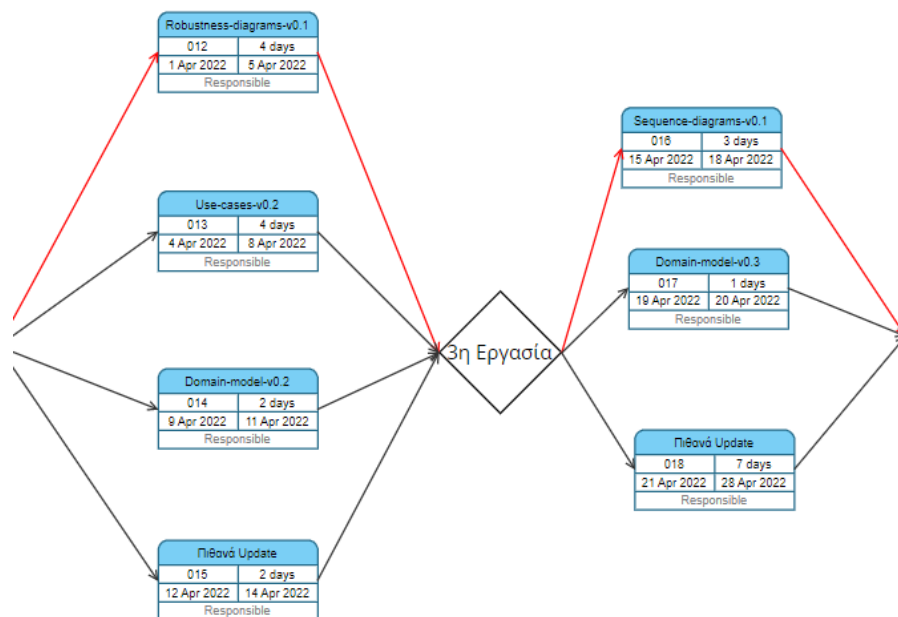 Robustness-diagrams-v0.1
012 4 days
1 Apr 2022 5 Apr 2022
Responsible
Use-cases-v0.2
013 4 days
4 Apr 2022 8 Apr 2022
Responsible
Domain-model-v0.2
014 2 days
9 Apr 2022 11 Apr 2022
Responsible
Πιθανά Update
015 2 days
12 Apr 2022 14 Apr 2022
Responsible
3η Εργασία
Sequence-diagrams-v0.1
016 3 days
15 Apr 2022 18 Apr 2022
Responsible
Domain-model-v0.3
017 1 days
19 Apr 2022 20 Apr 2022
Responsible
Πιθανά Update
018 7 days
21 Apr 2022 28 Apr 2022
Responsible